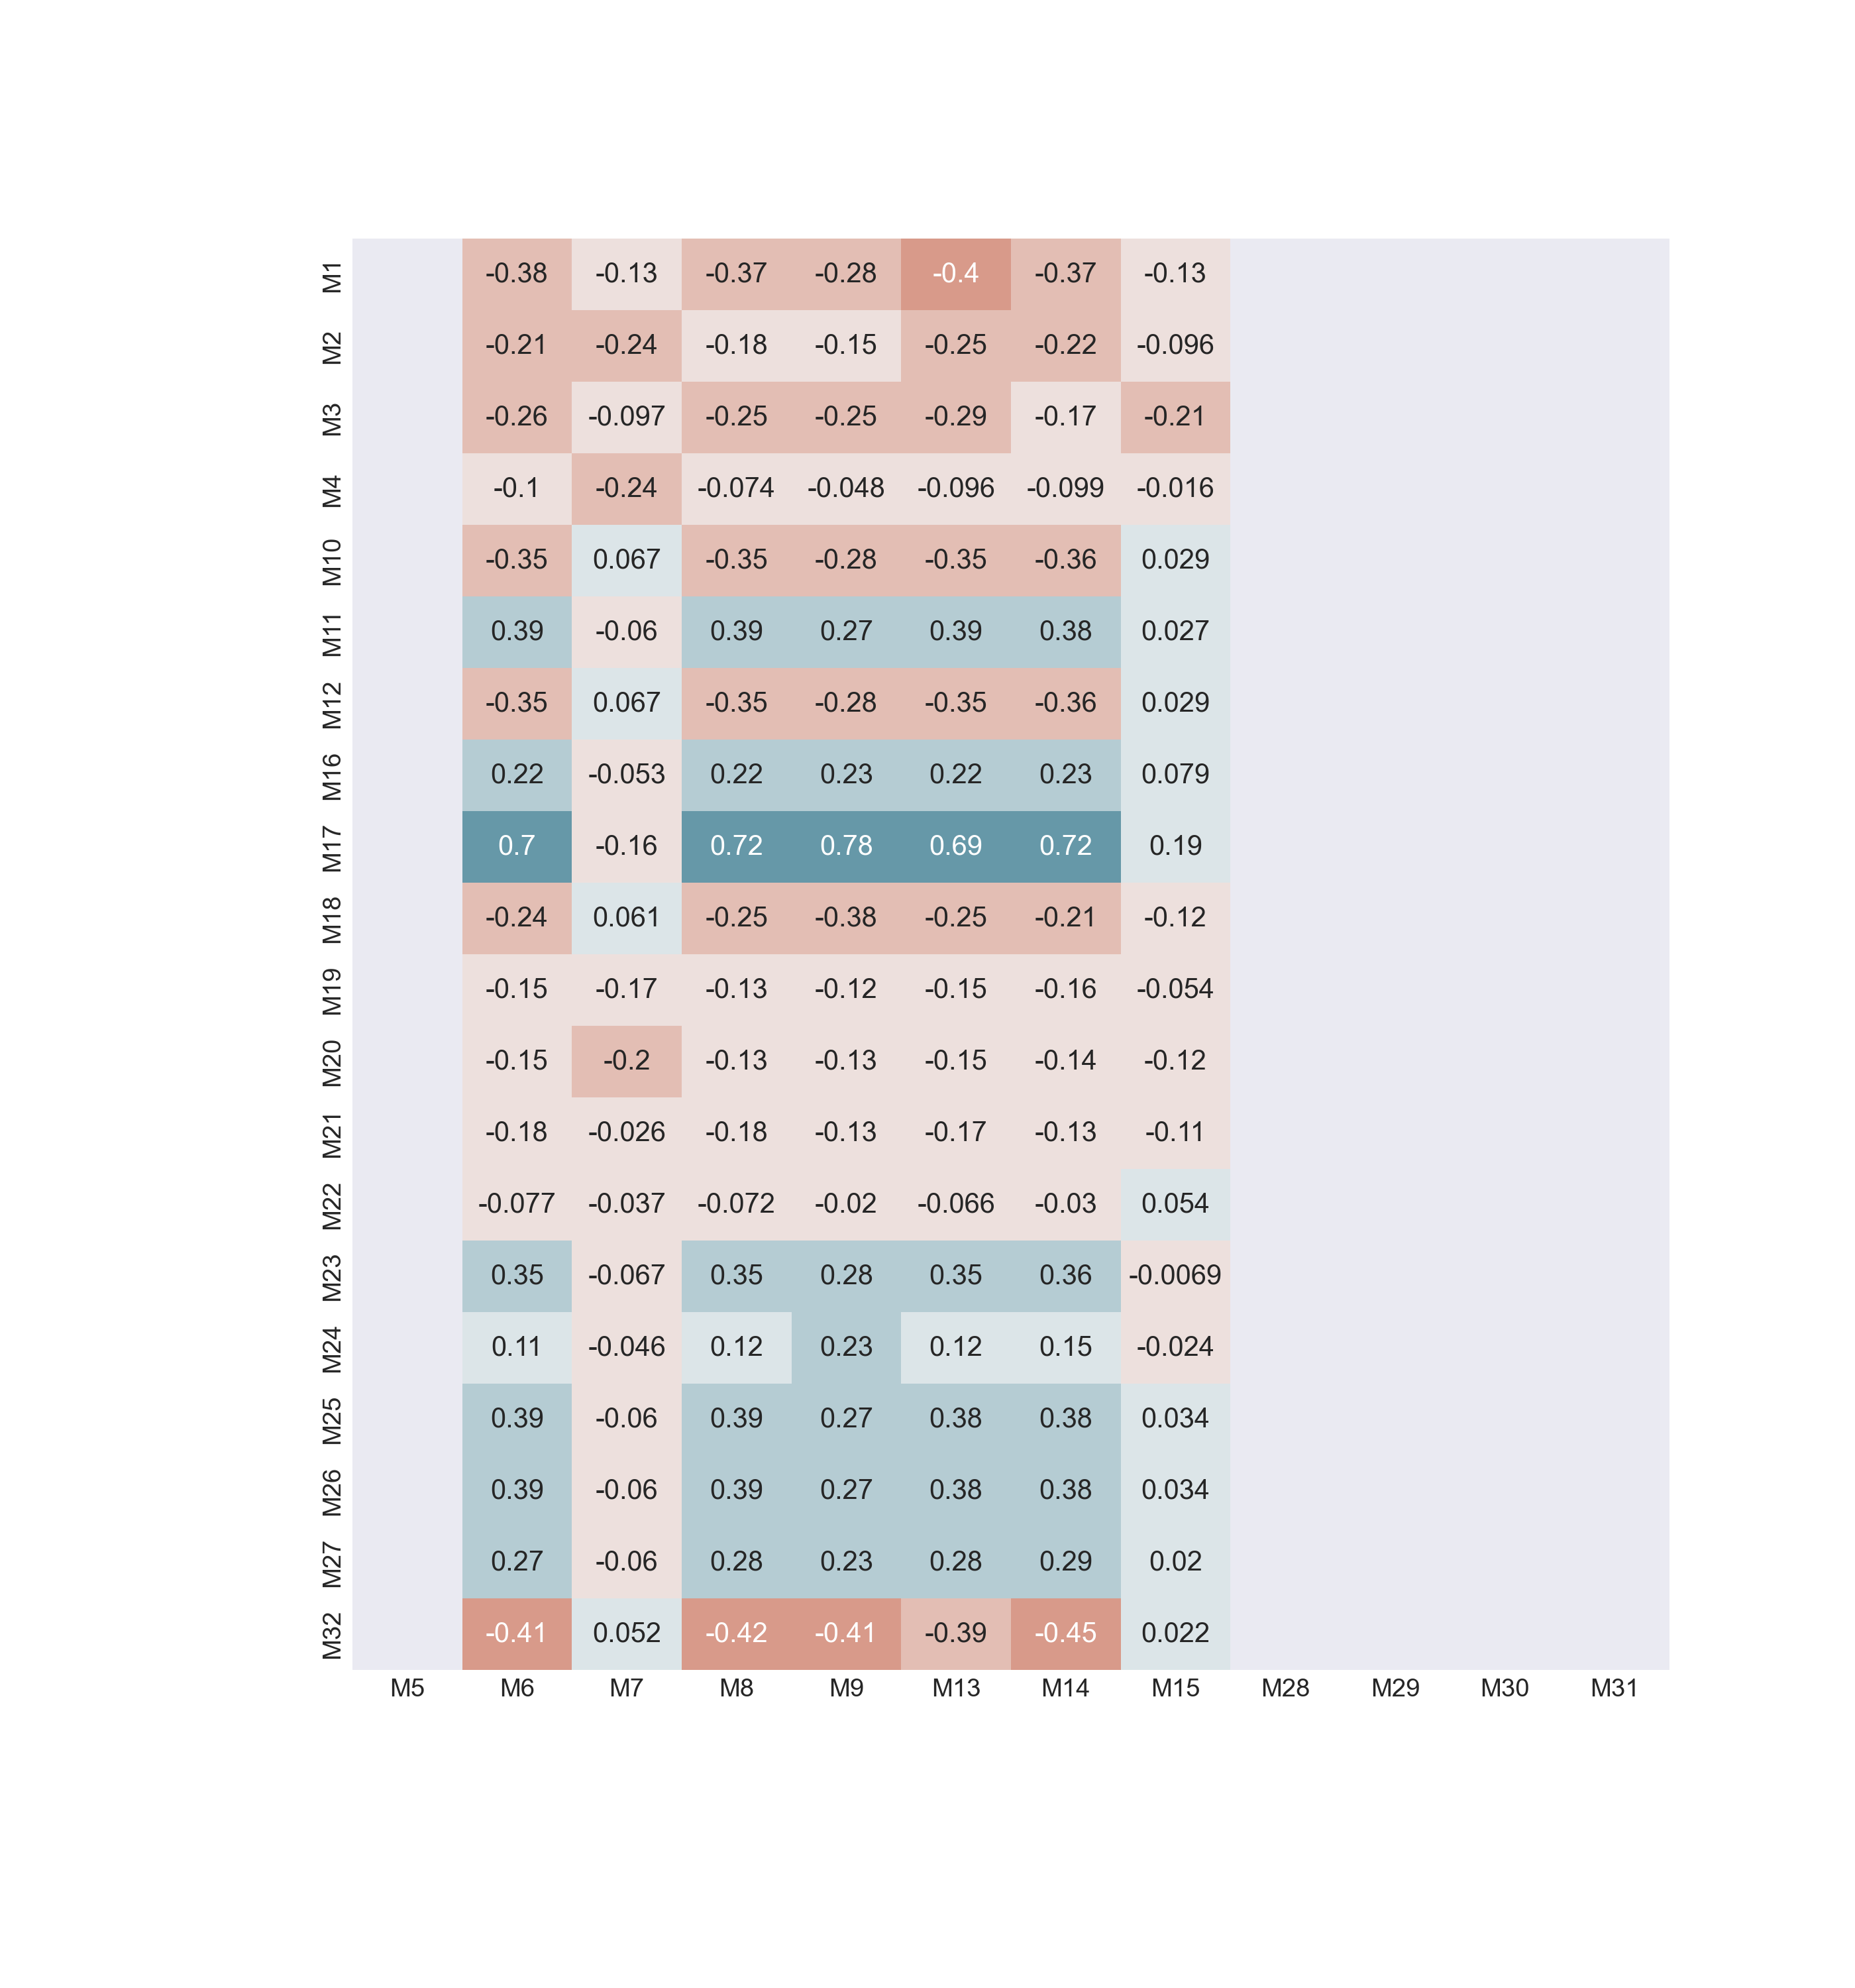 M1 -0.38 -0.13 -0.37 -0.28 -0.4 -0.37 -0.13
M2 -0.21 -0.24 -0.18 -0.15 -0.25 -0.22 -0.096
M3 -0.26 -0.097 -0.25 -0.25 -0.29 -0.17 -0.21
M4 -0.1 -0.24 -0.074 -0.048 -0.096 -0.099 -0.016
M10 -0.35 0.067 -0.35 -0.28 -0.35 -0.36 0.029
M11 0.39 -0.06 0.39 0.27 0.39 0.38 0.027
M12 -0.35 0.067 -0.35 -0.28 -0.35 -0.36 0.029
M16 0.22 -0.053 0.22 0.23 0.22 0.23 0.079
M17 0.7 -0.16 0.72 0.78 0.69 0.72 0.19
M18 -0.24 0.061 -0.25 -0.38 -0.25 -0.21 -0.12
M19 -0.15 -0.17 -0.13 -0.12 -0.15 -0.16 -0.054
M20 -0.15 -0.2 -0.13 -0.13 -0.15 -0.14 -0.12
M21 -0.18 -0.026 -0.18 -0.13 -0.17 -0.13 -0.11
M22 -0.077 -0.037 -0.072 -0.02 -0.066 -0.03 0.054
M23 0.35 -0.067 0.35 0.28 0.35 0.36 -0.0069
M24 0.11 -0.046 0.12 0.23 0.12 0.15 -0.024
M25 0.39 -0.06 0.39 0.27 0.38 0.38 0.034
M26 0.39 -0.06 0.39 0.27 0.38 0.38 0.034
M27 0.27 -0.06 0.28 0.23 0.28 0.29 0.02
M32 -0.41 0.052 -0.42 -0.41 -0.39 -0.45 0.022
M5 M6 M7 M8 M9 M13 M14 M15 M28 M29 M30 M31